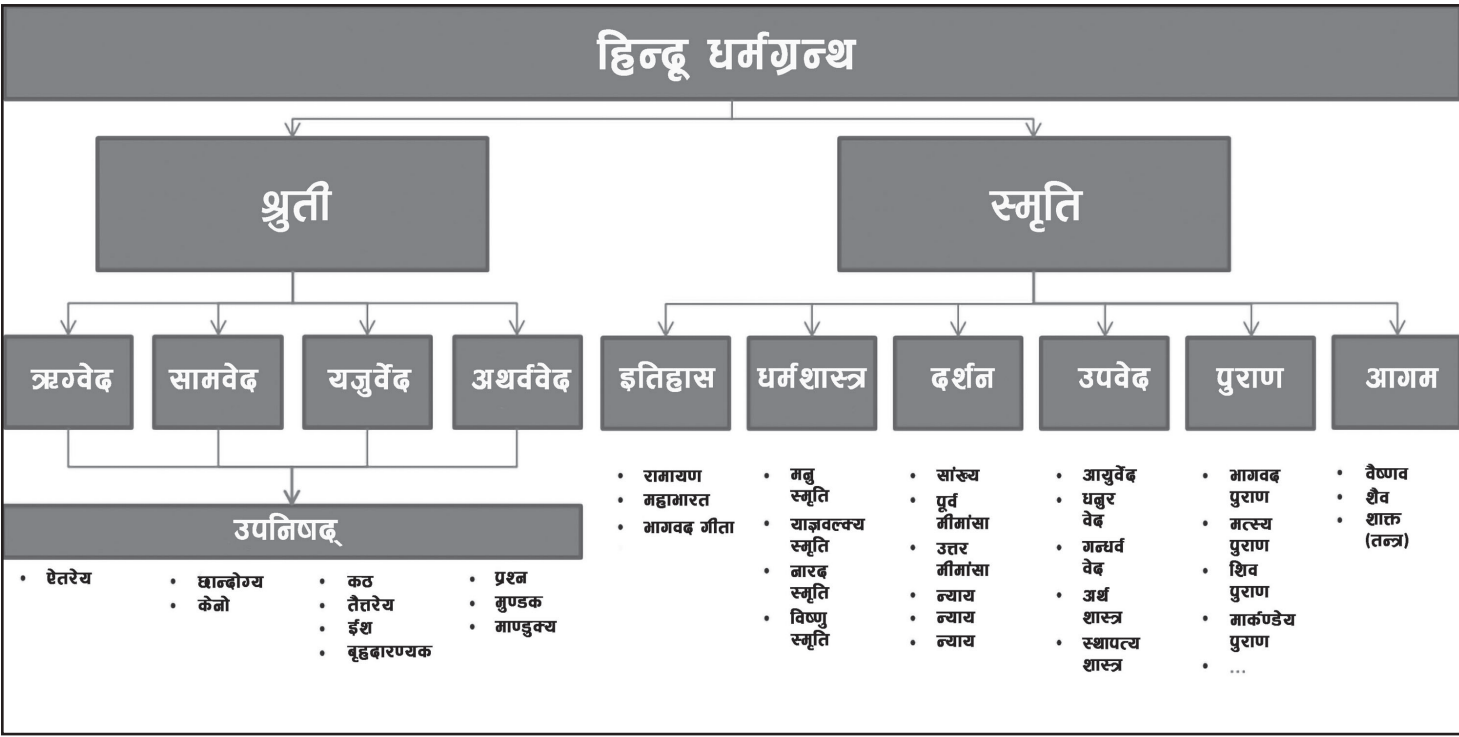 हिन्दू धर्मग्रन्थ
श्रुती
स्मृति
ऋग्वेद
सामवेद
यजुर्वेद
अथर्ववेद
इतिहास
धर्मशास्त्र
दर्शन
उपवेद
पुराण
आगम
उपनिषद्
• ऐतरेय
• छान्दोग्य
• केनो
• कठ
• तैत्तरेय
• ईश
• बृहदारण्यक
• प्रश्न
• मुण्डक
• माण्डुक्य
• रामायण
• महाभारत
• भागवद गीता
• मनु
स्मृति
• याज्ञवल्क्य
स्मृति
• नारद
स्मृति
• विष्णु
स्मृति
• सांख्य
• पूर्व
मीमांसा
• उत्तर
मीमांसा
• न्याय
• न्याय
• न्याय
• आयुर्वेद
• धनुर
वेद
• गन्धर्व
वेद
• अर्थ
शास्त्र
• स्थापत्य
शास्त्र
• भागवद
पुराण
• मत्स्य
पुराण
• शिव
पुराण
• मार्कण्डेय
पुराण
• ...
• वैष्णव
• शैव
• शाक्त
(तन्त्र)